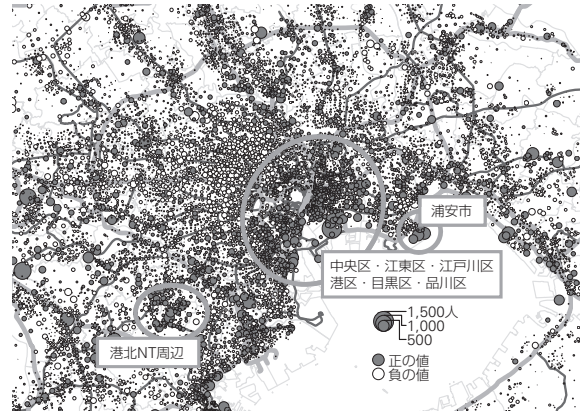 浦安市
中央区・江東区・江戸川区
港区・目黒区・品川区
1,500人
1,000
500
正の値
負の値
港北NT周辺